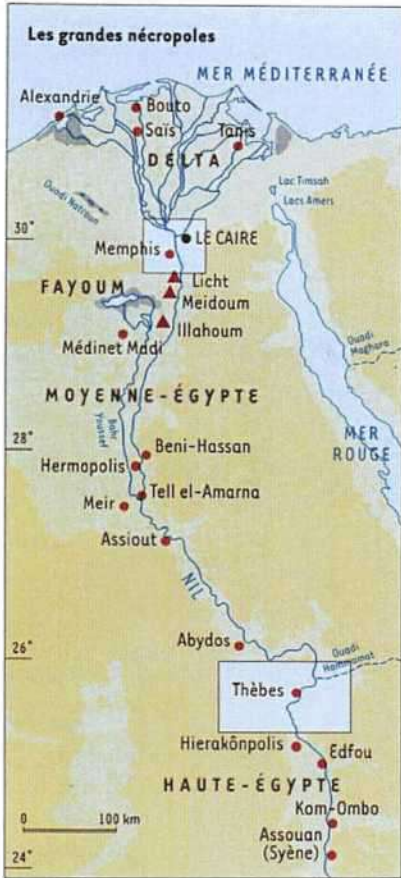 Les grandes nécropoles
MER MÉDITERRANÉE
Alexandrie
Bouto
Saïs
Tanis
DELTA
Lac Timsah
Lacs Amers
Ouadi Natroun
30°
LE CAIRE
Memphis
Licht
FAYOUM
Meidoum
Illahoum
Médinet Madi
Ouadi
Maghara
MOYENNE-ÉGYPTE
Bahr
Youssef
MER
ROUGE
28°
Beni-Hassan
Hermopolis
Tell el-Amarna
Meir
Assiout
NIL
Abydos
26°
Ouadi
Hammamat
Thèbes
Hierakônpolis
Edfou
HAUTE-ÉGYPTE
Kom-Ombo
0 100 km
Assouan
(Syène)
24°